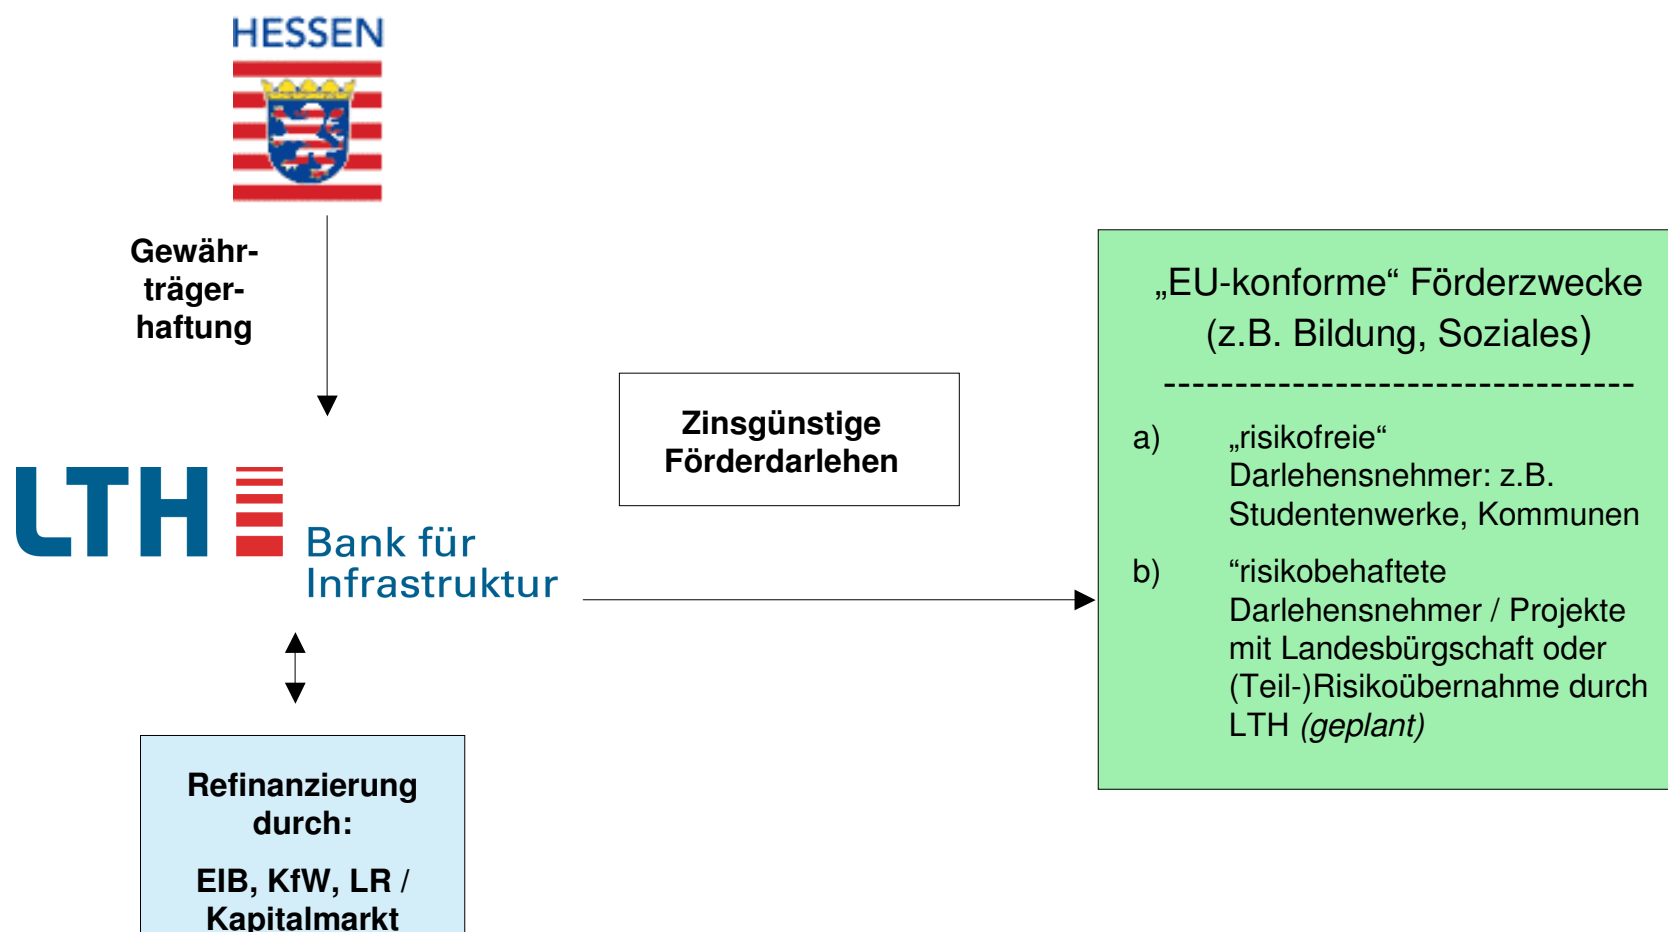 HESSEN
Gewähr-
träger-
haftung
LTH
Bank für
Infrastruktur
Zinsgünstige
Förderdarlehen
Refinanzierung
durch:
EIB, KfW, LR /
Kapitalmarkt
„EU-konforme“ Förderzwecke
(z.B. Bildung, Soziales)
---------------------------------
a) „risikofreie“
Darlehensnehmer: z.B.
Studentenwerke, Kommunen
b) “risikobehaftete
Darlehensnehmer / Projekte
mit Landesbürgschaft oder
(Teil-)Risikoübernahme durch
LTH (geplant)